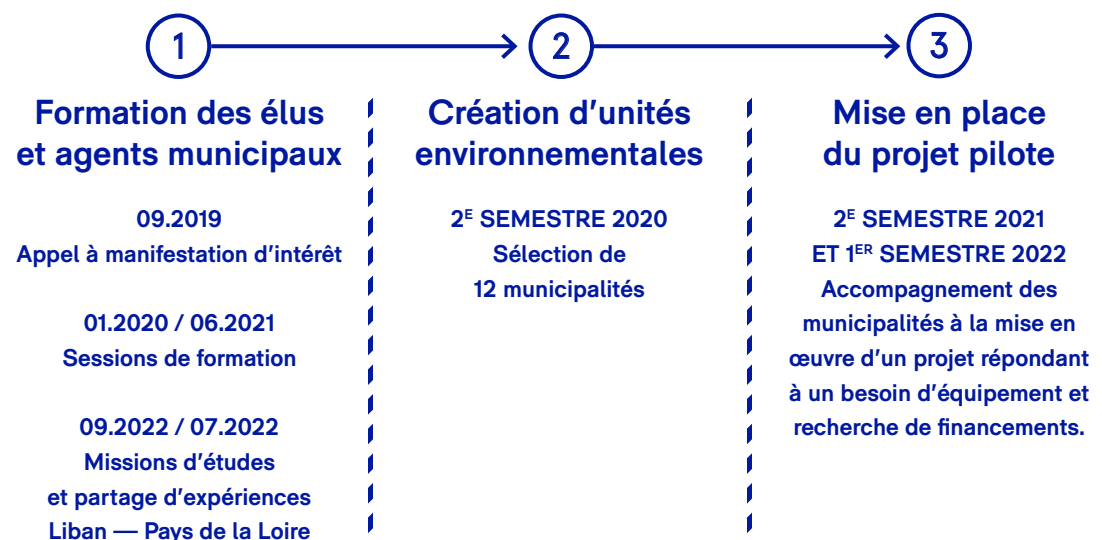 1
2
3
Formation des élus
et agents municipaux
09.2019
Appel à manifestation d'intérêt
01.2020 / 06.2021
Sessions de formation
09.2022 / 07.2022
Missions d'études
et partage d'expériences
Liban — Pays de la Loire
Création d'unités
environnementales
2E SEMESTRE 2020
Sélection de
12 municipalités
Mise en place
du projet pilote
2E SEMESTRE 2021
ET 1ER SEMESTRE 2022
Accompagnement des
municipalités à la mise en
œuvre d'un projet répondant
à un besoin d'équipement et
recherche de financements.